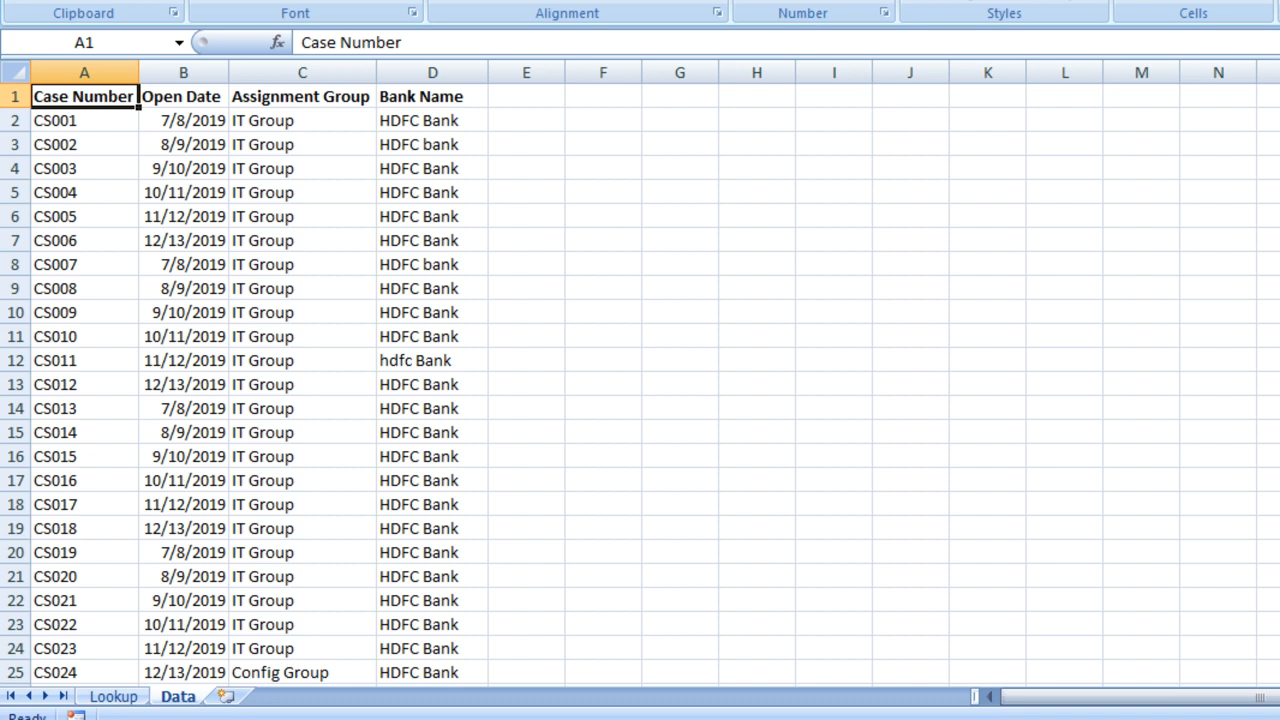 Clipboard Font Alignment Number Styles Cells
A1 fx Case Number
A B C D E F G H I J K L M N
1 Case Number Open Date Assignment Group Bank Name
2 CS001 7/8/2019 IT Group HDFC Bank
3 CS002 8/9/2019 IT Group HDFC bank
4 CS003 9/10/2019 IT Group HDFC Bank
5 CS004 10/11/2019 IT Group HDFC Bank
6 CS005 11/12/2019 IT Group HDFC Bank
7 CS006 12/13/2019 IT Group HDFC Bank
8 CS007 7/8/2019 IT Group HDFC bank
9 CS008 8/9/2019 IT Group HDFC Bank
10 CS009 9/10/2019 IT Group HDFC Bank
11 CS010 10/11/2019 IT Group HDFC Bank
12 CS011 11/12/2019 IT Group hdfc Bank
13 CS012 12/13/2019 IT Group HDFC Bank
14 CS013 7/8/2019 IT Group HDFC Bank
15 CS014 8/9/2019 IT Group HDFC Bank
16 CS015 9/10/2019 IT Group HDFC Bank
17 CS016 10/11/2019 IT Group HDFC Bank
18 CS017 11/12/2019 IT Group HDFC Bank
19 CS018 12/13/2019 IT Group HDFC Bank
20 CS019 7/8/2019 IT Group HDFC Bank
21 CS020 8/9/2019 IT Group HDFC Bank
22 CS021 9/10/2019 IT Group HDFC Bank
23 CS022 10/11/2019 IT Group HDFC Bank
24 CS023 11/12/2019 IT Group HDFC Bank
25 CS024 12/13/2019 Config Group HDFC Bank
Lookup Data
Ready